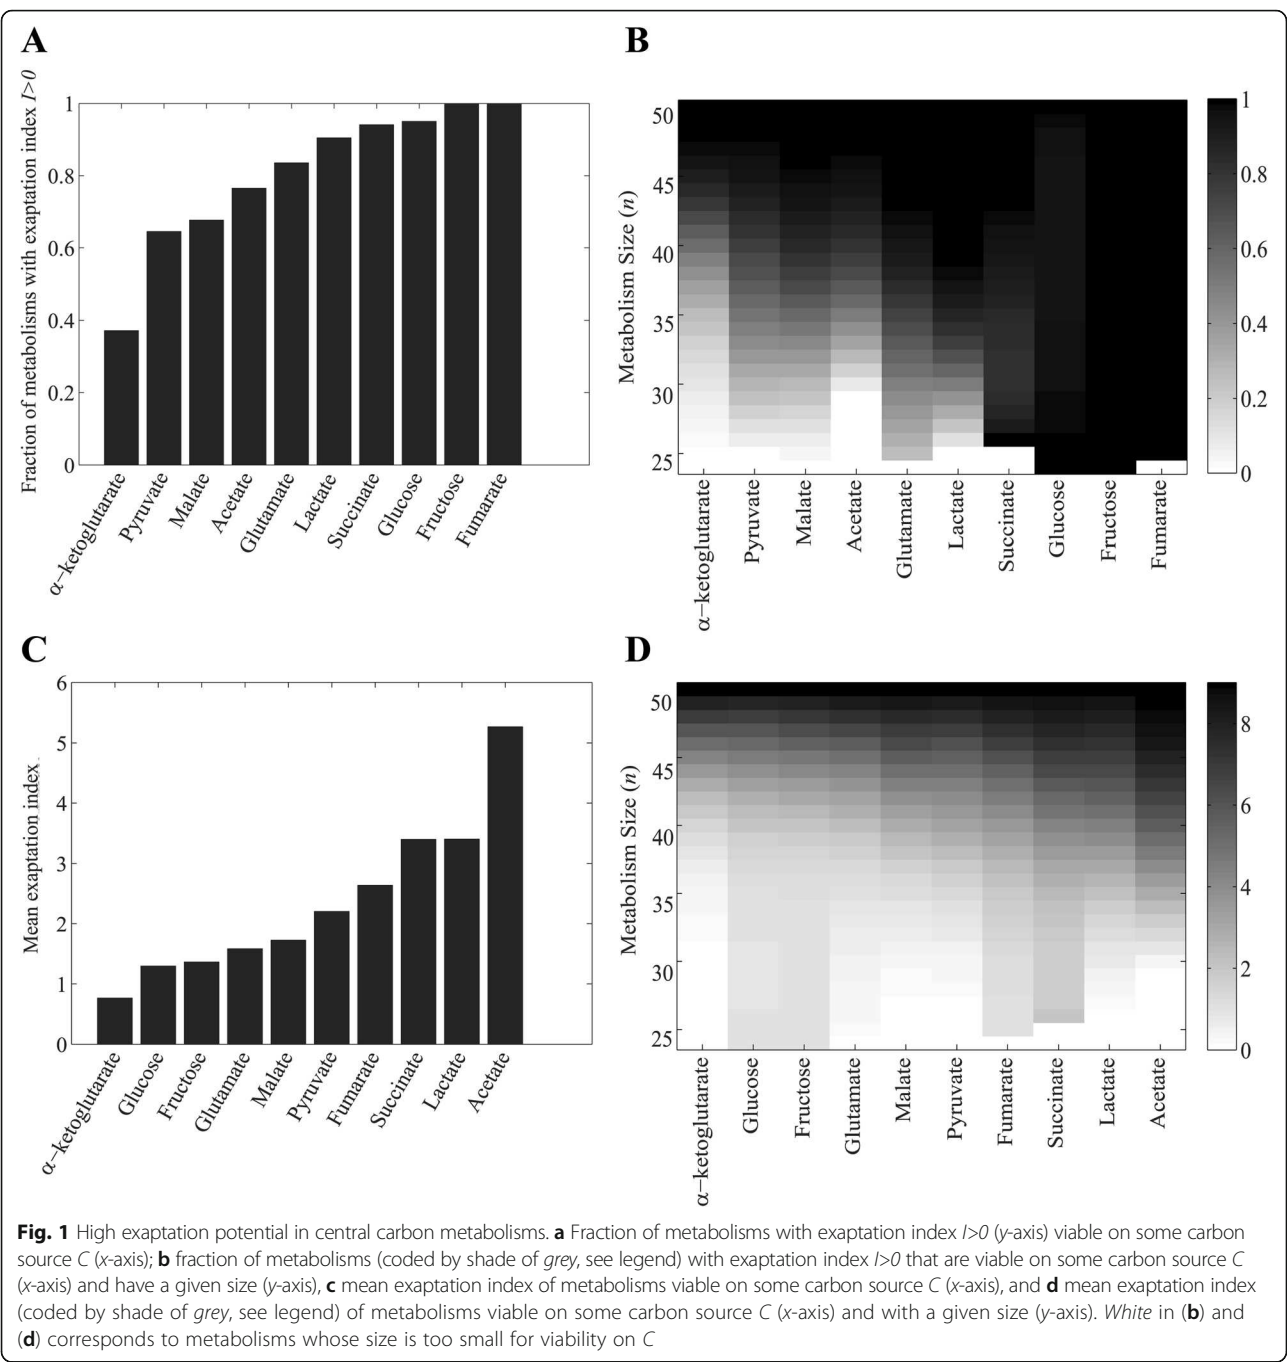 A
Fraction of metabolisms with exaptation index I>0
1
0.8
0.6
0.4
0.2
0
α−ketoglutarate
Pyruvate
Malate
Acetate
Glutamate
Lactate
Succinate
Glucose
Fructose
Fumarate
B
Metabolism Size (n)
50
45
40
35
30
25
α−ketoglutarate
Pyruvate
Malate
Acetate
Glutamate
Lactate
Succinate
Glucose
Fructose
Fumarate
1
0.8
0.6
0.4
0.2
0
C
Mean exaptation index
6
5
4
3
2
1
0
α−ketoglutarate
Glucose
Fructose
Glutamate
Malate
Pyruvate
Fumarate
Succinate
Lactate
Acetate
D
Metabolism Size (n)
50
45
40
35
30
25
α−ketoglutarate
Glucose
Fructose
Glutamate
Malate
Pyruvate
Fumarate
Succinate
Lactate
Acetate
8
6
4
2
0
Fig. 1 High exaptation potential in central carbon metabolisms. a Fraction of metabolisms with exaptation index I>0 (y-axis) viable on some carbon
source C (x-axis); b fraction of metabolisms (coded by shade of grey, see legend) with exaptation index I>0 that are viable on some carbon source C
(x-axis) and have a given size (y-axis), c mean exaptation index of metabolisms viable on some carbon source C (x-axis), and d mean exaptation index
(coded by shade of grey, see legend) of metabolisms viable on some carbon source C (x-axis) and with a given size (y-axis). White in (b) and
(d) corresponds to metabolisms whose size is too small for viability on C